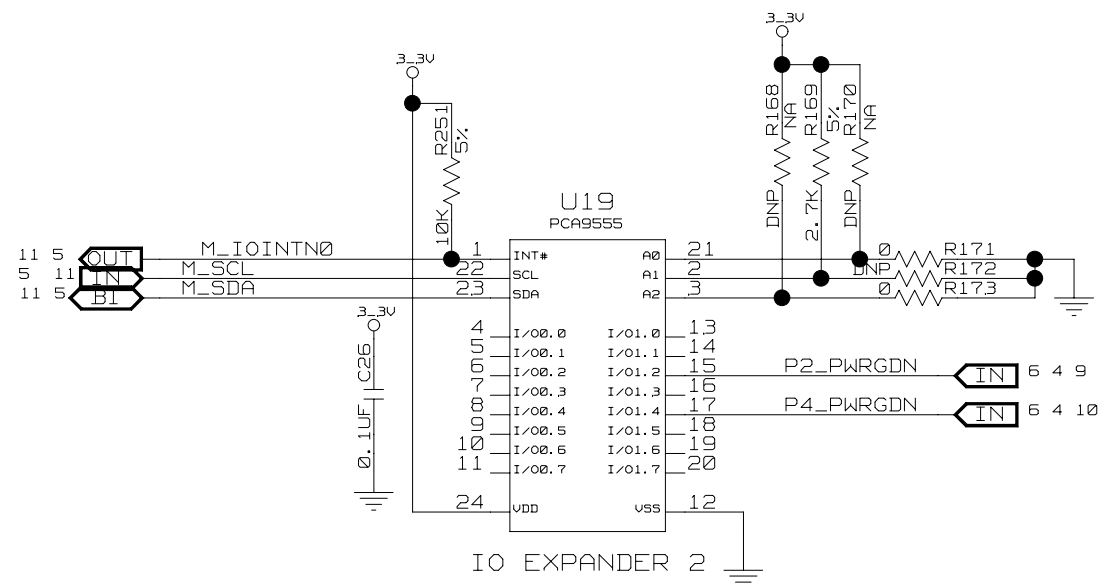 3_3V
3_3V
R168
NA
R169
5%
R170
NA
R251
5%
10K
DNP
2.7K
DNP
U19
PCA9555
11 5 OUT M_IOINTN0 1 INT# A0 21 0 R171
5 11 IN M_SCL 22 SCL A1 2 DNP R172
11 5 BI M_SDA 23 SDA A2 3 0 R173
3_3V
C26
0.1UF
4 I/O0.0 I/O1.0 13
5 I/O0.1 I/O1.1 14
6 I/O0.2 I/O1.2 15 P2_PWRGDN IN 6 4 9
7 I/O0.3 I/O1.3 16
8 I/O0.4 I/O1.4 17 P4_PWRGDN IN 6 4 10
9 I/O0.5 I/O1.5 18
10 I/O0.6 I/O1.6 19
11 I/O0.7 I/O1.7 20
24 VDD VSS 12
IO EXPANDER 2